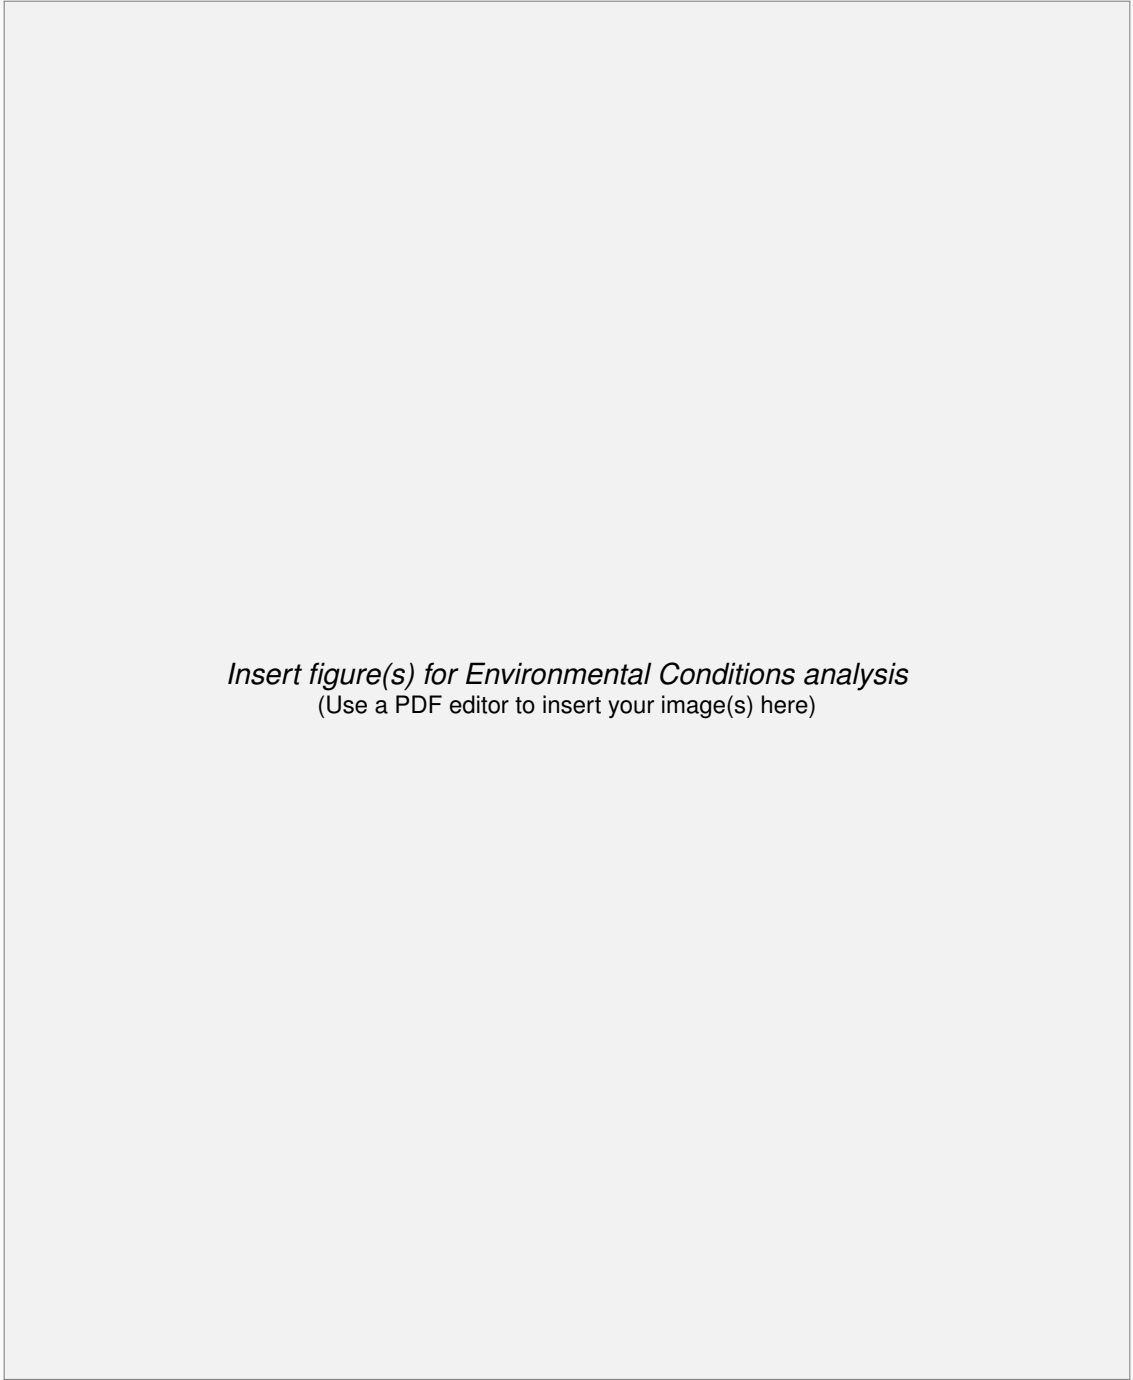 Insert figure(s) for Environmental Conditions analysis
(Use a PDF editor to insert your image(s) here)